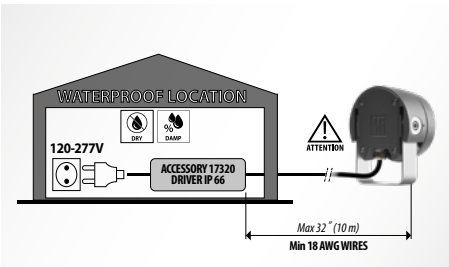 WATERPROOF LOCATION
DRY
%
DAMP
120-277V
ACCESSORY 17320
DRIVER IP 66
ATTENTION
Max 32" (10 m)
Min 18 AWG WIRES